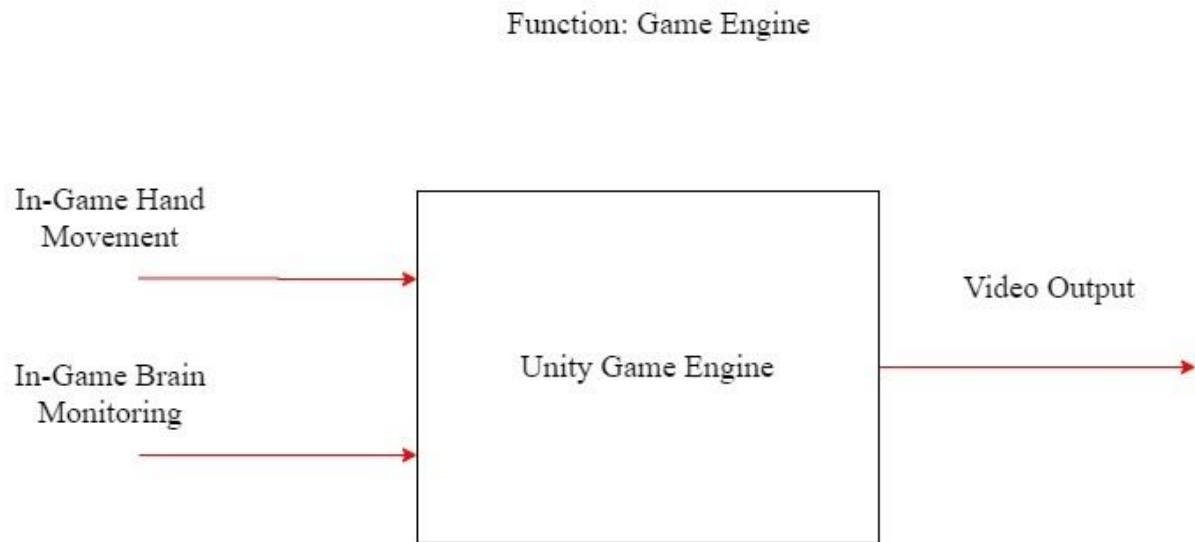 Function: Game Engine
In-Game Hand
Movement
Video Output
In-Game Brain
Monitoring
Unity Game Engine